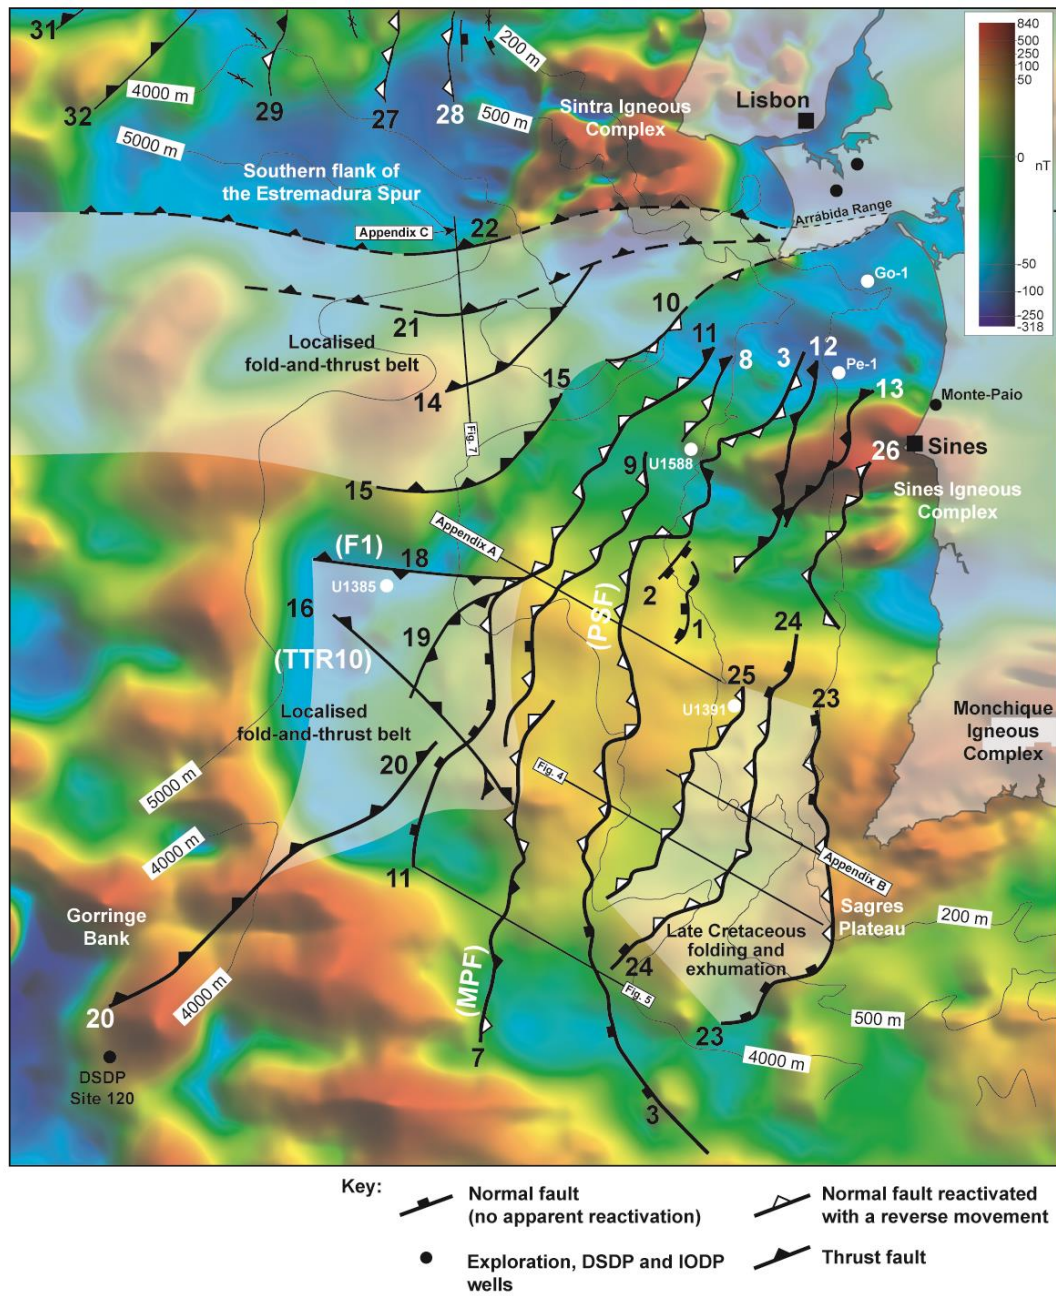 31
32
4000 m
5000 m
29
27
28
200 m
500 m
Sintra Igneous
Complex
Lisbon
840
500
250
100
50
0
nT
-50
-100
-250
-318
Southern flank of
the Estremadura Spur
Appendix C
22
Arrábida Range
Go-1
21
Localised
fold-and-thrust belt
10
11
8
3
12
Pe-1
13
14
15
Monte-Paio
Fig. 7
Sines
26
9
U1588
15
Sines Igneous
Complex
Appendix A
(F1)
18
U1385
16
2
(PSF)
1
24
19
(TTR10)
25
23
U1391
Localised
fold-and-thrust belt
Monchique
Igneous
Complex
20
5000 m
Fig. 4
4000 m
Appendix B
11
Gorringe
Bank
Sagres
Plateau
200 m
Late Cretaceous
folding and
exhumation
24
4000 m
(MPF)
Fig. 5
20
500 m
23
7
4000 m
DSDP
Site 120
3
Key:
Normal fault
(no apparent reactivation)
Normal fault reactivated
with a reverse movement
Exploration, DSDP and IODP
wells
Thrust fault